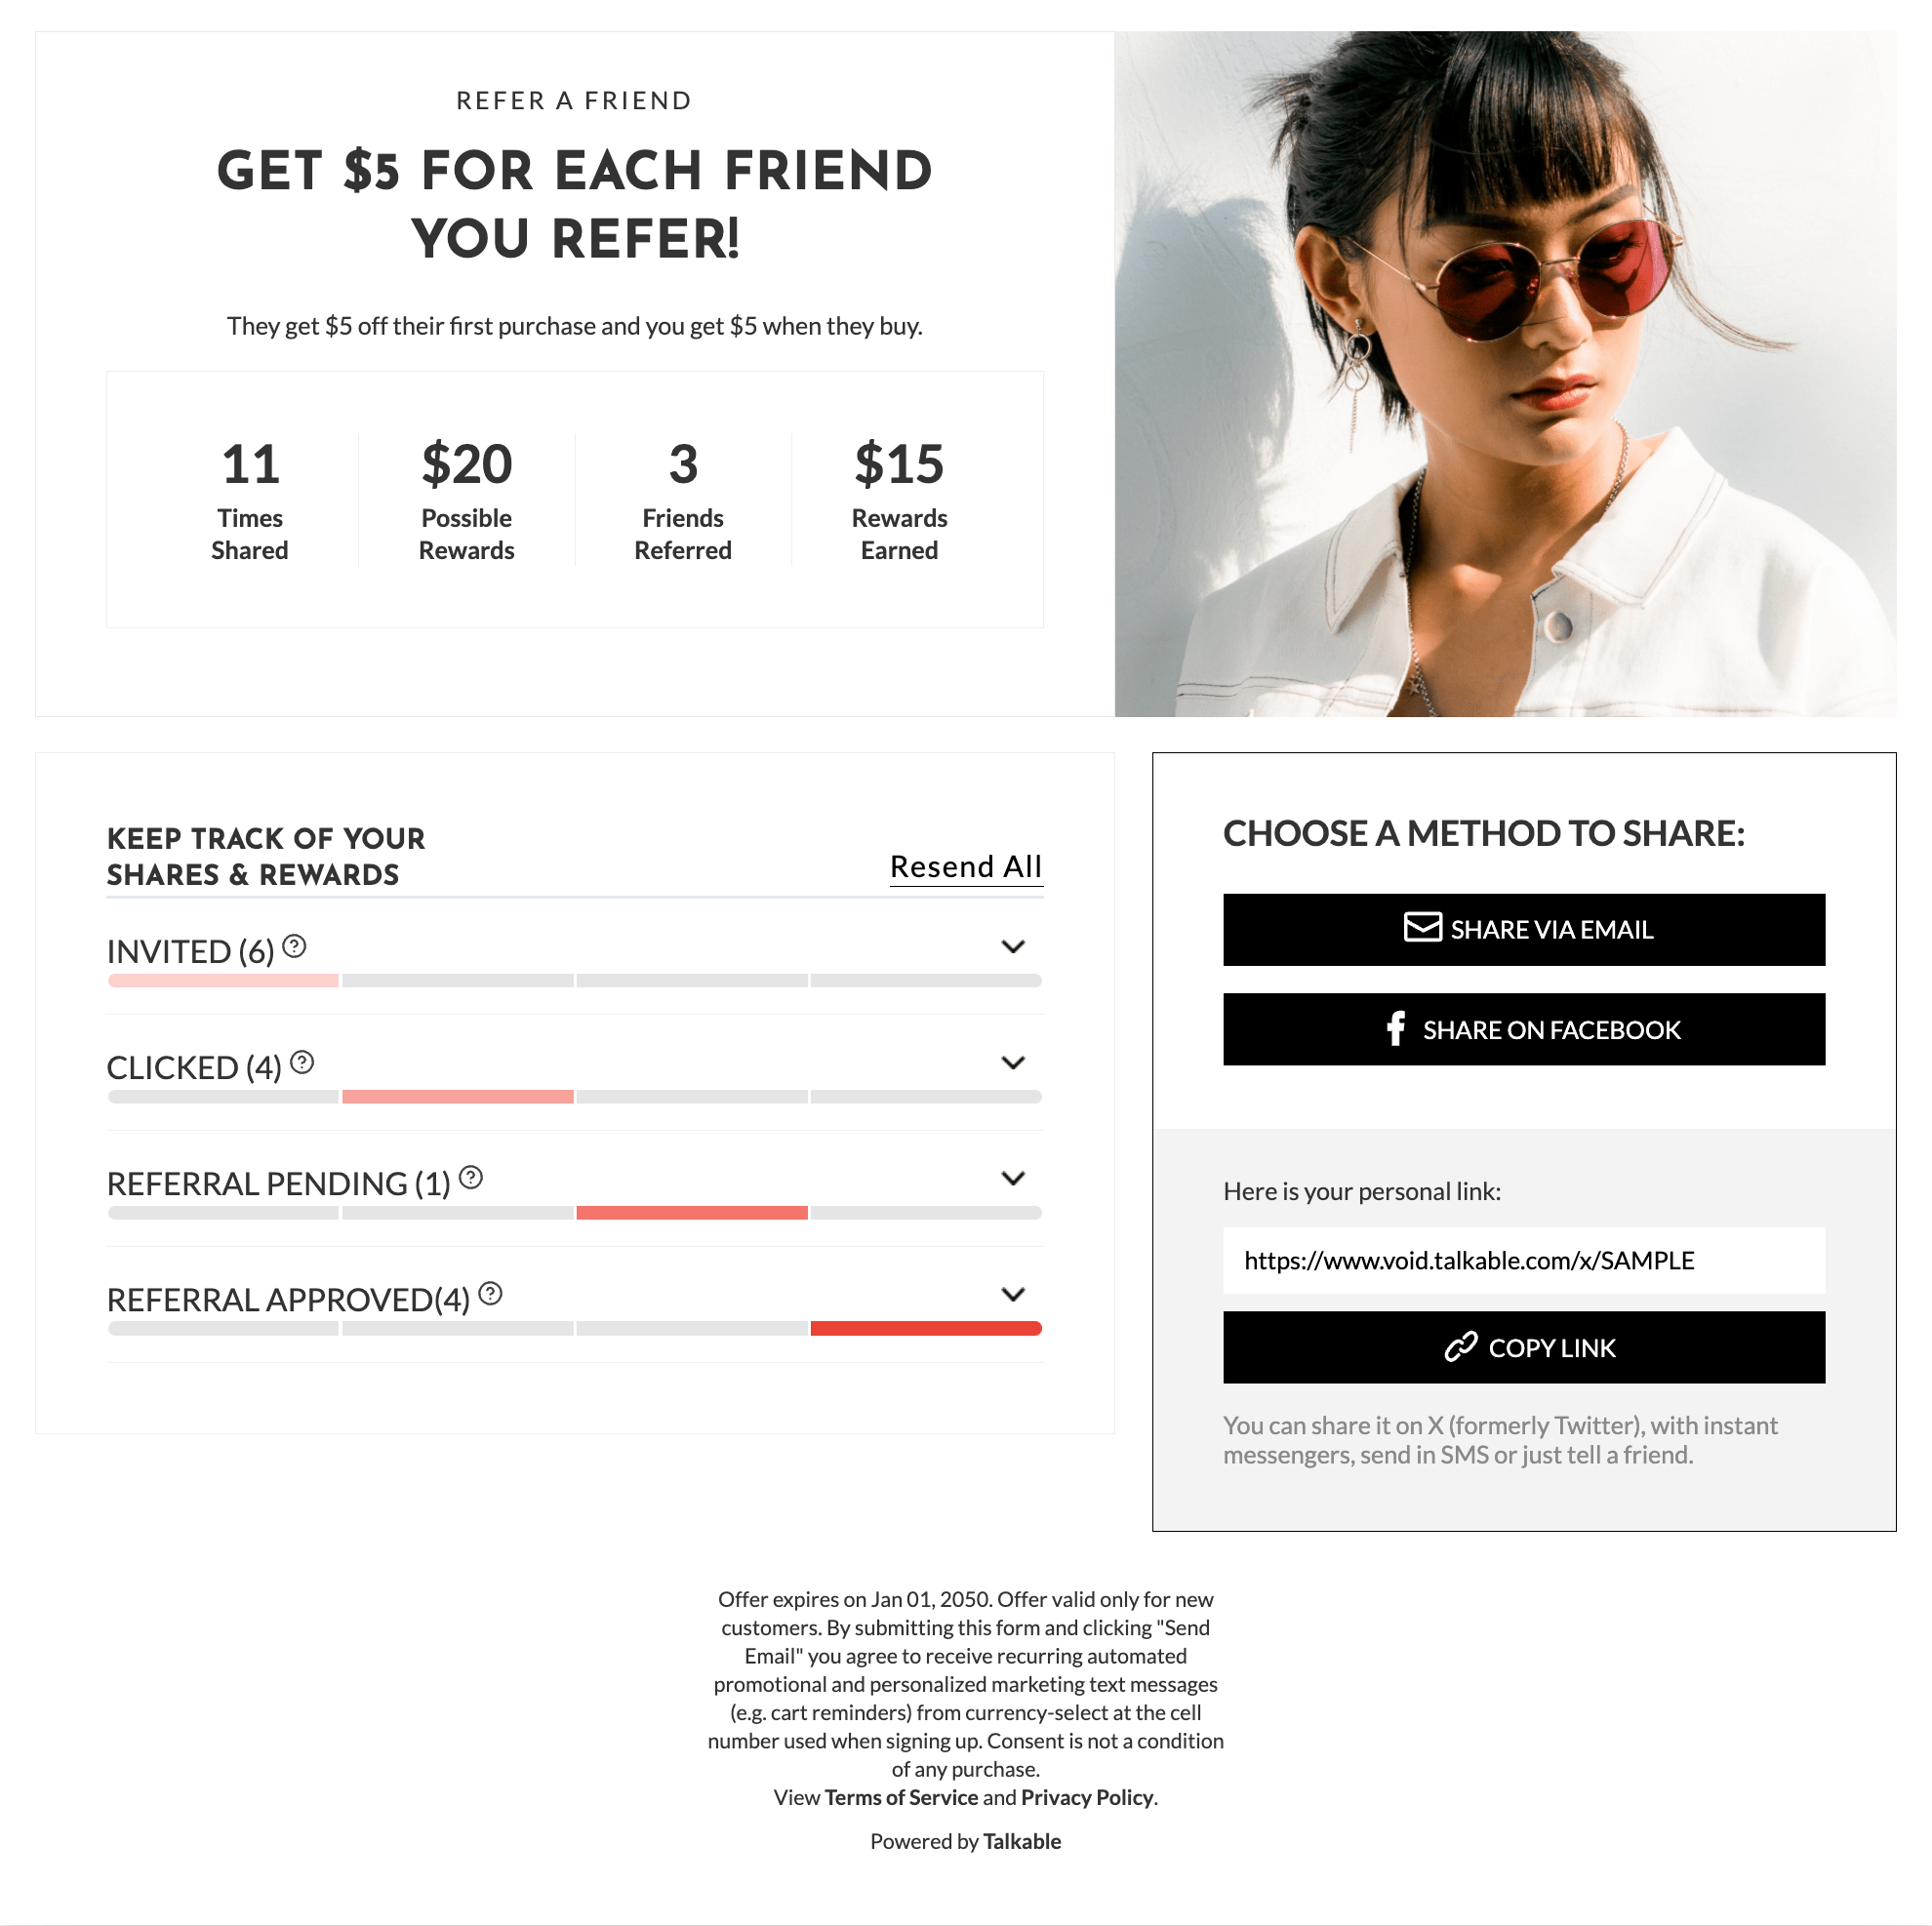 REFER A FRIEND
GET $5 FOR EACH FRIEND
YOU REFER!
They get $5 off their first purchase and you get $5 when they buy.
11
Times
Shared
$20
Possible
Rewards
3
Friends
Referred
$15
Rewards
Earned
KEEP TRACK OF YOUR
SHARES & REWARDS
Resend All
INVITED (6) ?
CLICKED (4) ?
REFERRAL PENDING (1) ?
REFERRAL APPROVED(4) ?
CHOOSE A METHOD TO SHARE:
SHARE VIA EMAIL
f SHARE ON FACEBOOK
Here is your personal link:
https://www.void.talkable.com/x/SAMPLE
COPY LINK
You can share it on X (formerly Twitter), with instant
messengers, send in SMS or just tell a friend.
Offer expires on Jan 01, 2050. Offer valid only for new
customers. By submitting this form and clicking "Send
Email" you agree to receive recurring automated
promotional and personalized marketing text messages
(e.g. cart reminders) from currency-select at the cell
number used when signing up. Consent is not a condition
of any purchase.
View Terms of Service and Privacy Policy.
Powered by Talkable